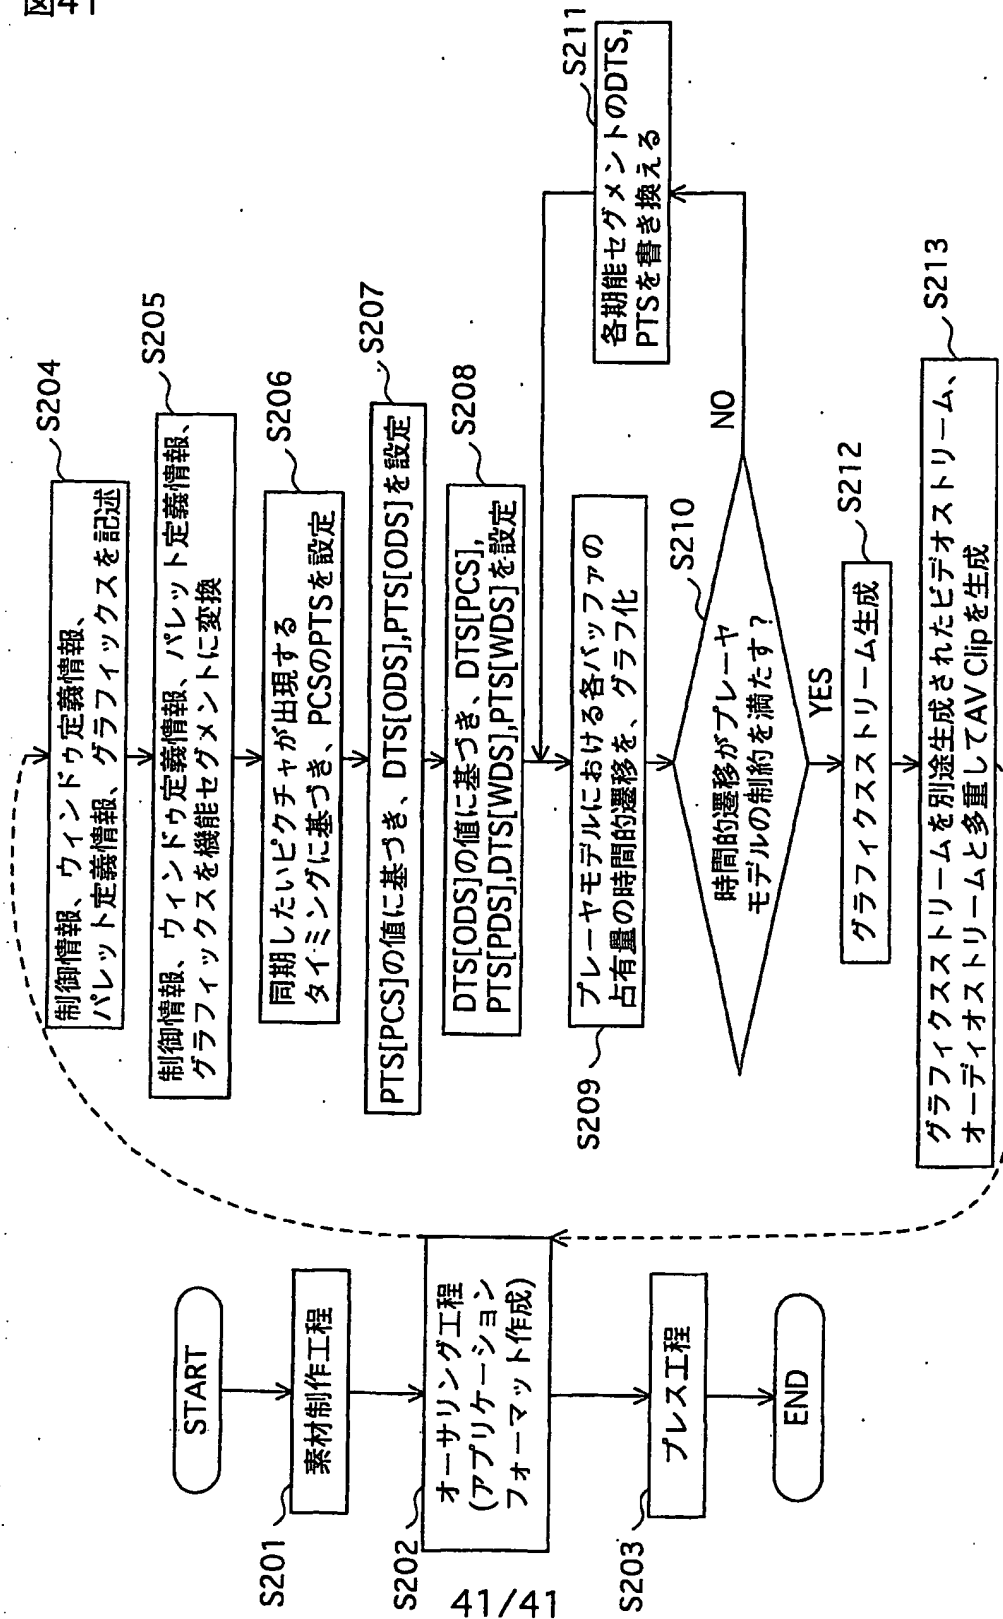 図41
START
S201
素材制作工程
S202
オーサリング工程
(アプリケーション
フォーマット作成)
S203
プレス工程
END
S204
制御情報、ウィンドゥ定義情報、
パレット定義情報、グラフィックスを記述
S205
制御情報、ウィンドゥ定義情報、パレット定義情報、
グラフィックスを機能セグメントに変換
S206
同期したいピクチャが出現する
タイミングに基づき、PCSのPTSを設定
S207
PTS[PCS]の値に基づき、DTS[ODS],PTS[ODS]を設定
S208
DTS[ODS]の値に基づき、DTS[PCS],
PTS[PDS],DTS[WDS],PTS[WDS]を設定
S209
プレーヤモデルにおける各バッファの
占有量の時間的遷移を、グラフ化
S210
時間的遷移がプレーヤ
モデルの制約を満たす?
NO
YES
S211
各期能セグメントのDTS,
PTSを書き換える
S212
グラフィクスストリーム生成
S213
グラフィクスストリームを別途生成されたビデオストリーム、
オーディオストリームと多重してAV Clipを生成
41/41